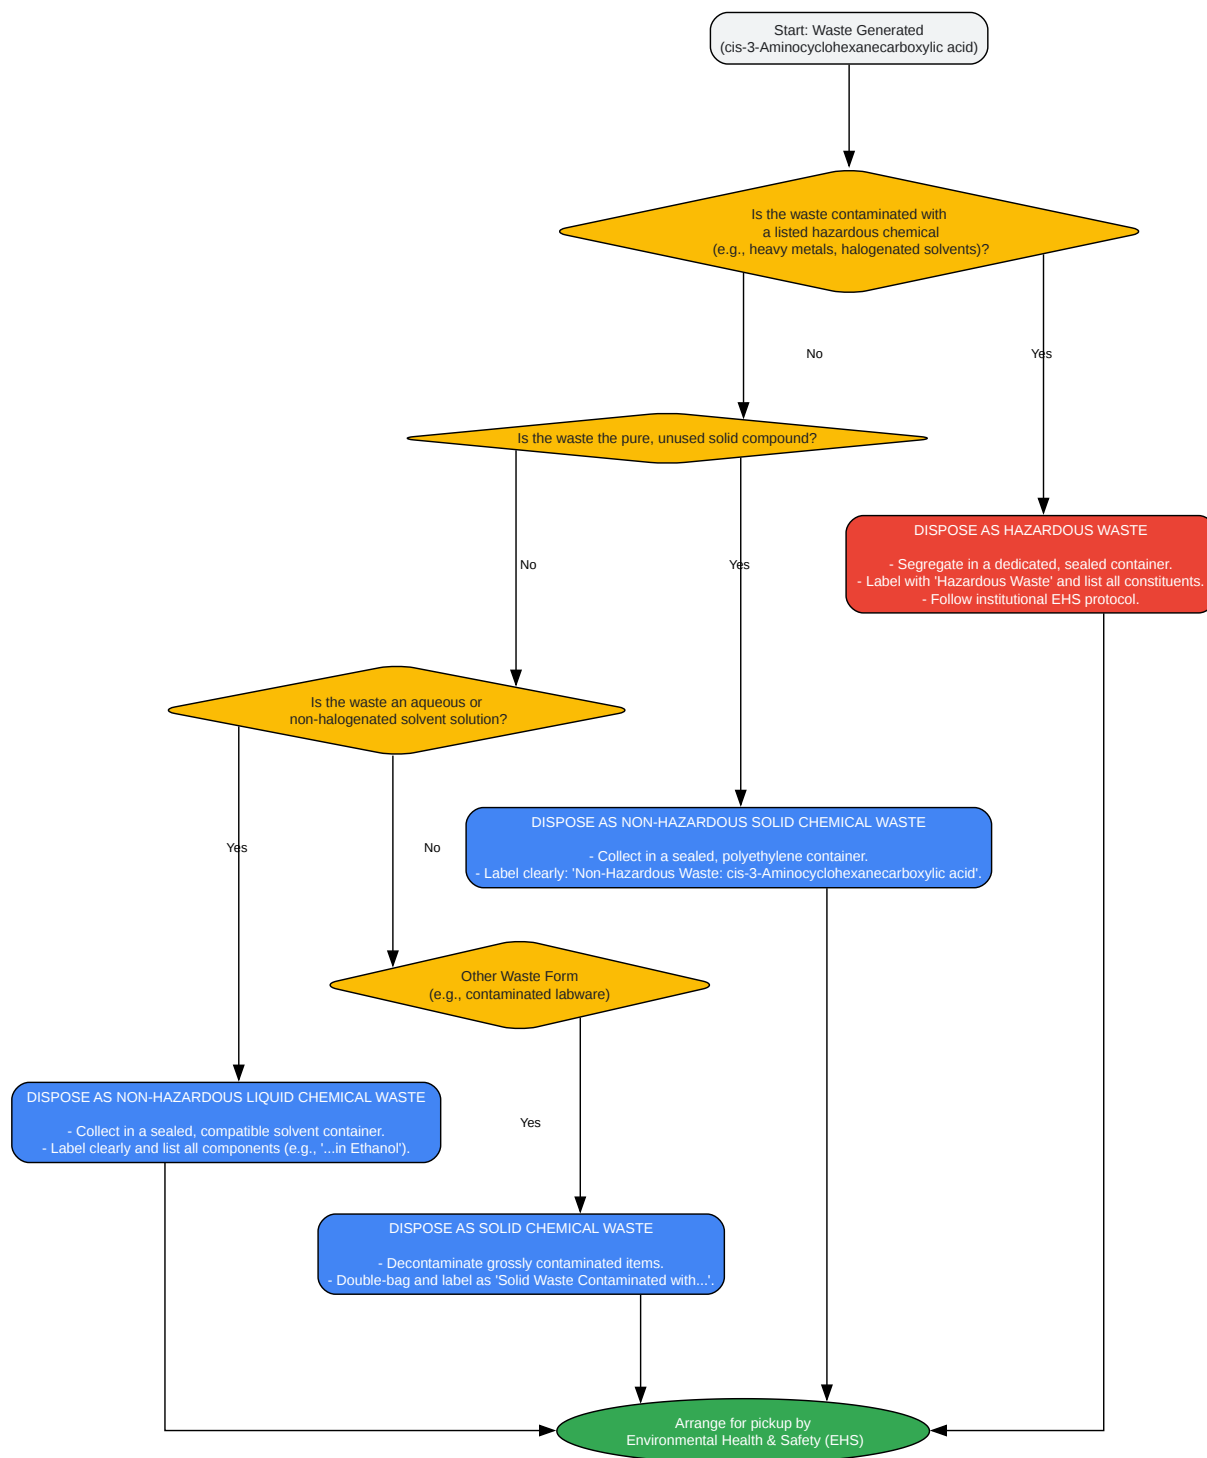 Start: Waste Generated
(cis-3-Aminocyclohexanecarboxylic acid)
Is the waste contaminated with
a listed hazardous chemical
(e.g., heavy metals, halogenated solvents)?
No
Yes
Is the waste the pure, unused solid compound?
DISPOSE AS HAZARDOUS WASTE
- Segregate in a dedicated, sealed container.
- Label with 'Hazardous Waste' and list all constituents.
- Follow institutional EHS protocol.
No
Yes
Is the waste an aqueous or
non-halogenated solvent solution?
DISPOSE AS NON-HAZARDOUS SOLID CHEMICAL WASTE
- Collect in a sealed, polyethylene container.
- Label clearly: 'Non-Hazardous Waste: cis-3-Aminocyclohexanecarboxylic acid'.
Yes
No
Other Waste Form
(e.g., contaminated labware)
DISPOSE AS NON-HAZARDOUS LIQUID CHEMICAL WASTE
- Collect in a sealed, compatible solvent container.
- Label clearly and list all components (e.g., '...in Ethanol').
Yes
DISPOSE AS SOLID CHEMICAL WASTE
- Decontaminate grossly contaminated items.
- Double-bag and label as 'Solid Waste Contaminated with...'.
Arrange for pickup by
Environmental Health & Safety (EHS)